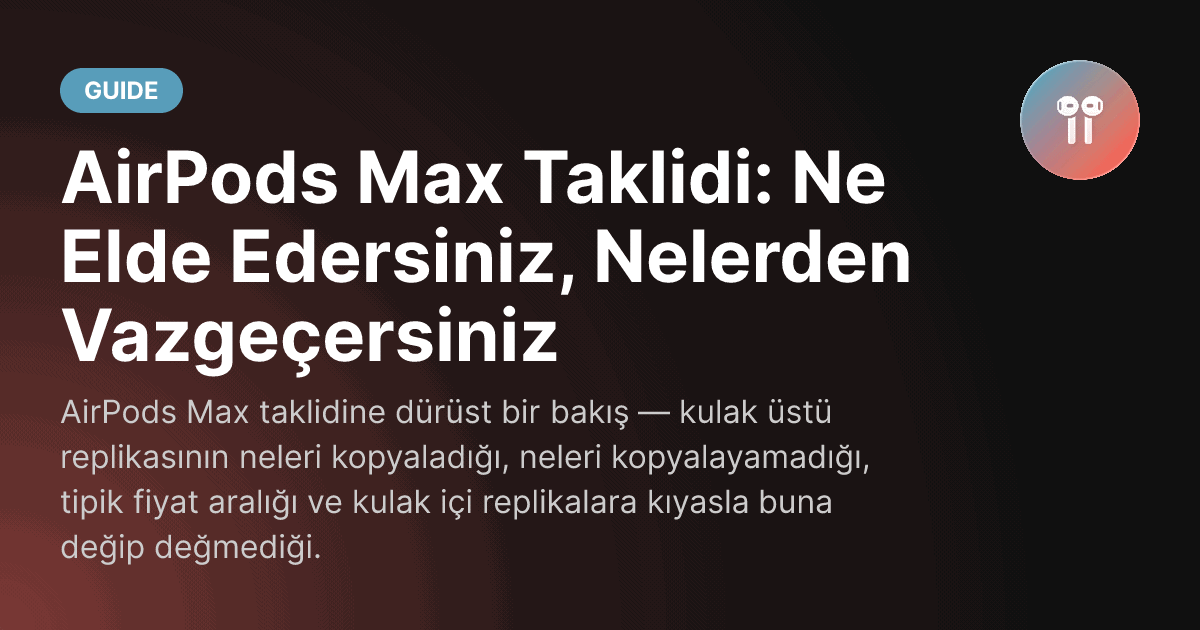 GUIDE
AirPods Max Taklidi: Ne
Elde Edersiniz, Nelerden
Vazgeçersiniz
AirPods Max taklidine dürüst bir bakış — kulak üstü
replikasının neleri kopyaladığı, neleri kopyalayamadığı,
tipik fiyat aralığı ve kulak içi replikalara kıyasla buna
değip değmediği.